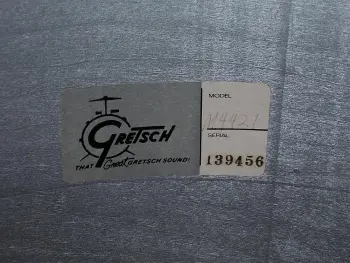 GRETSCH
THAT Great GRETSCH SOUND!
MODEL
SERIAL
139456